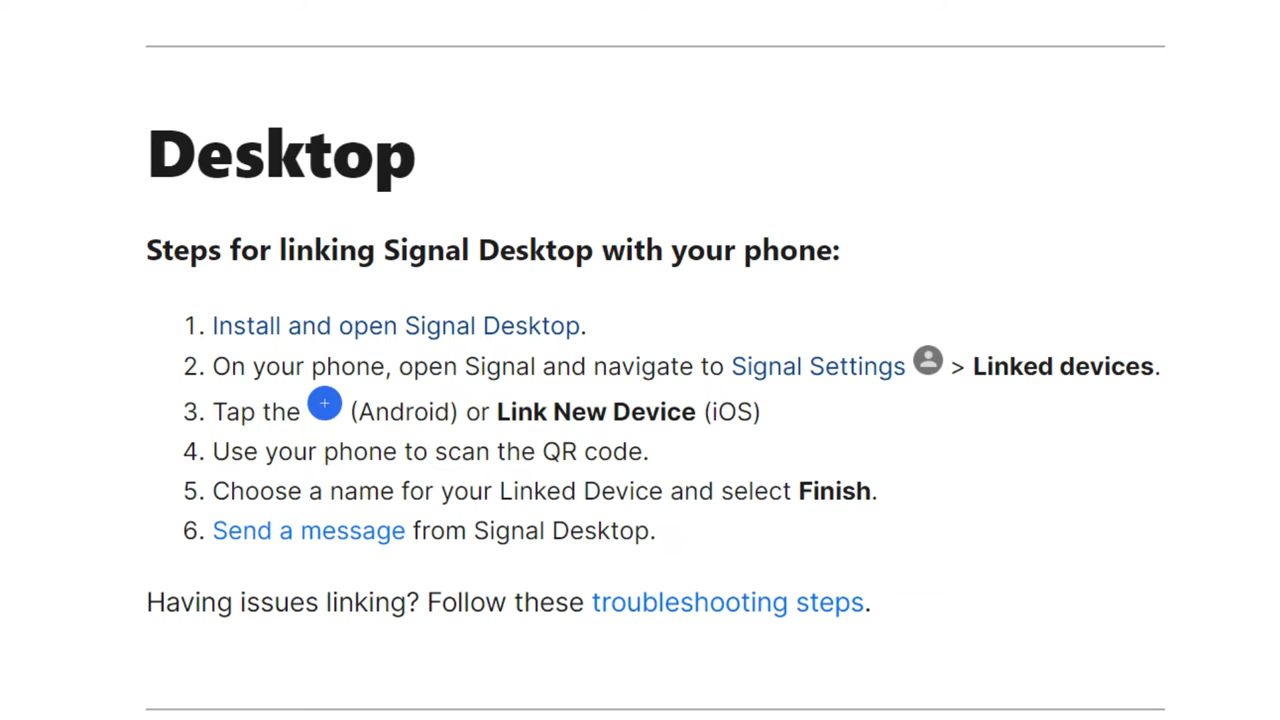 Desktop
Steps for linking Signal Desktop with your phone:
1. Install and open Signal Desktop.
2. On your phone, open Signal and navigate to Signal Settings > Linked devices.
3. Tap the + (Android) or Link New Device (iOS)
4. Use your phone to scan the QR code.
5. Choose a name for your Linked Device and select Finish.
6. Send a message from Signal Desktop.
Having issues linking? Follow these troubleshooting steps.